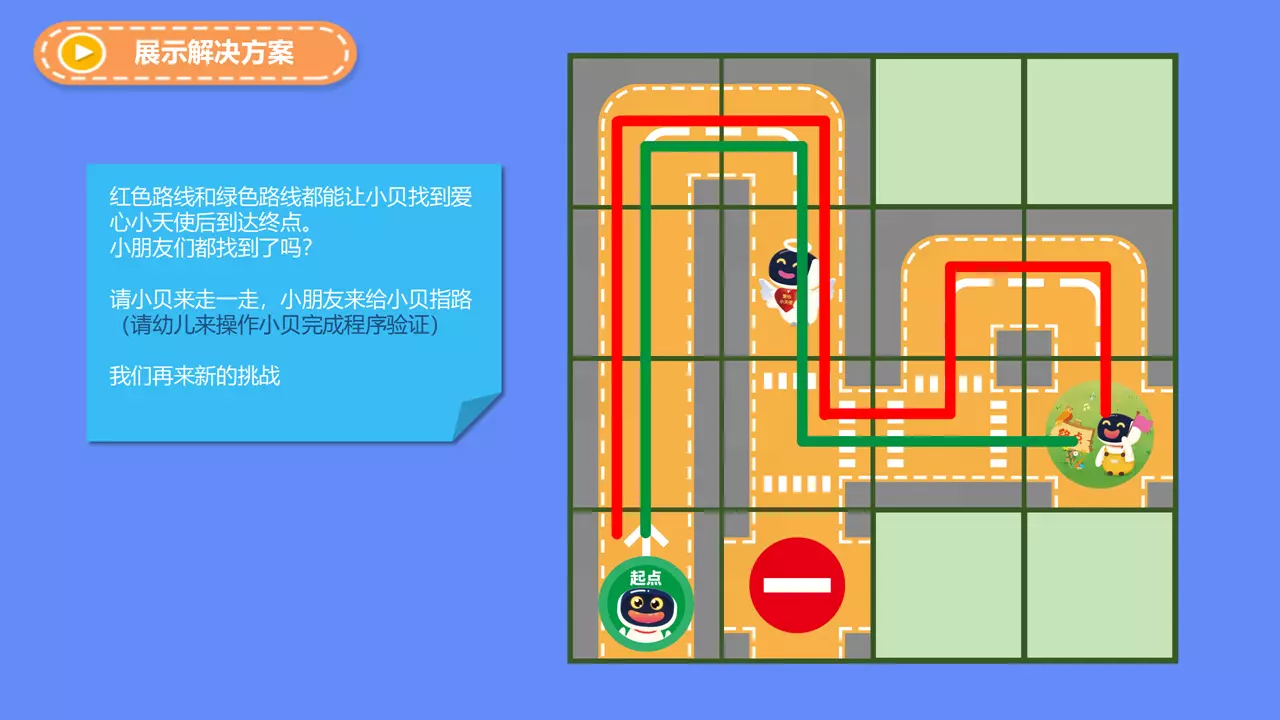 展示解决方案
红色路线和绿色路线都能让小贝找到爱
心小天使后到达终点。
小朋友们都找到了吗？
请小贝来走一走，小朋友来给小贝指路
（请幼儿来操作小贝完成程序验证）
我们再来新的挑战
起点